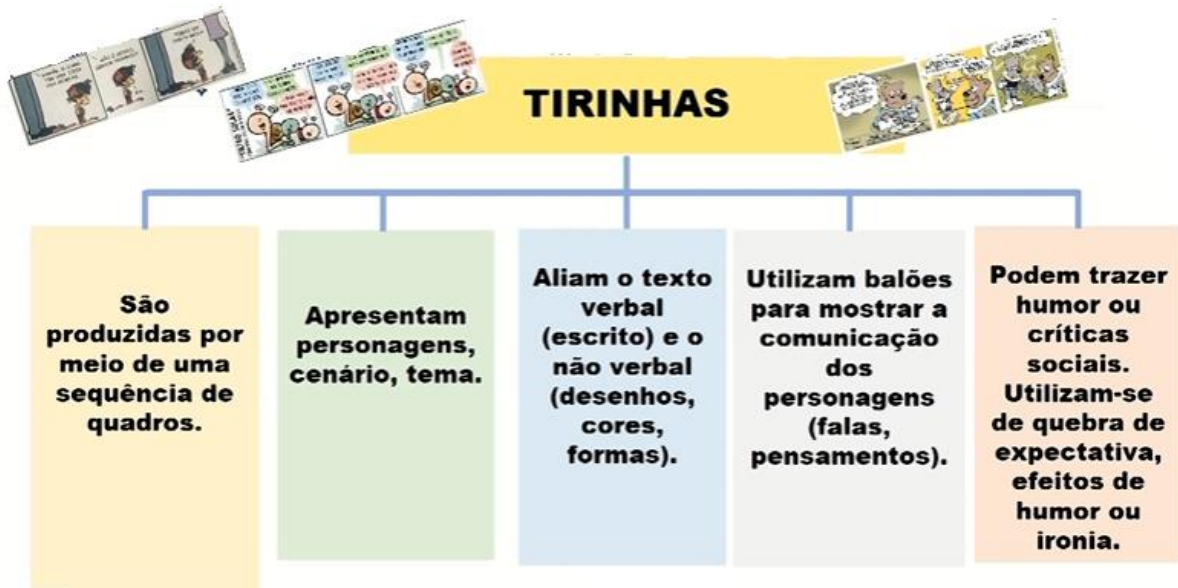 TIRINHAS
São
produzidas por
meio de uma
sequência de
quadros.
Apresentam
personagens,
cenário, tema.
Aliam o texto
verbal
(escrito) e o
não verbal
(desenhos,
cores,
formas).
Utilizam balões
para mostrar a
comunicação
dos
personagens
(falas,
pensamentos).
Podem trazer
humor ou
críticas
sociais.
Utilizam-se
de quebra de
expectativa,
efeitos de
humor ou
ironia.